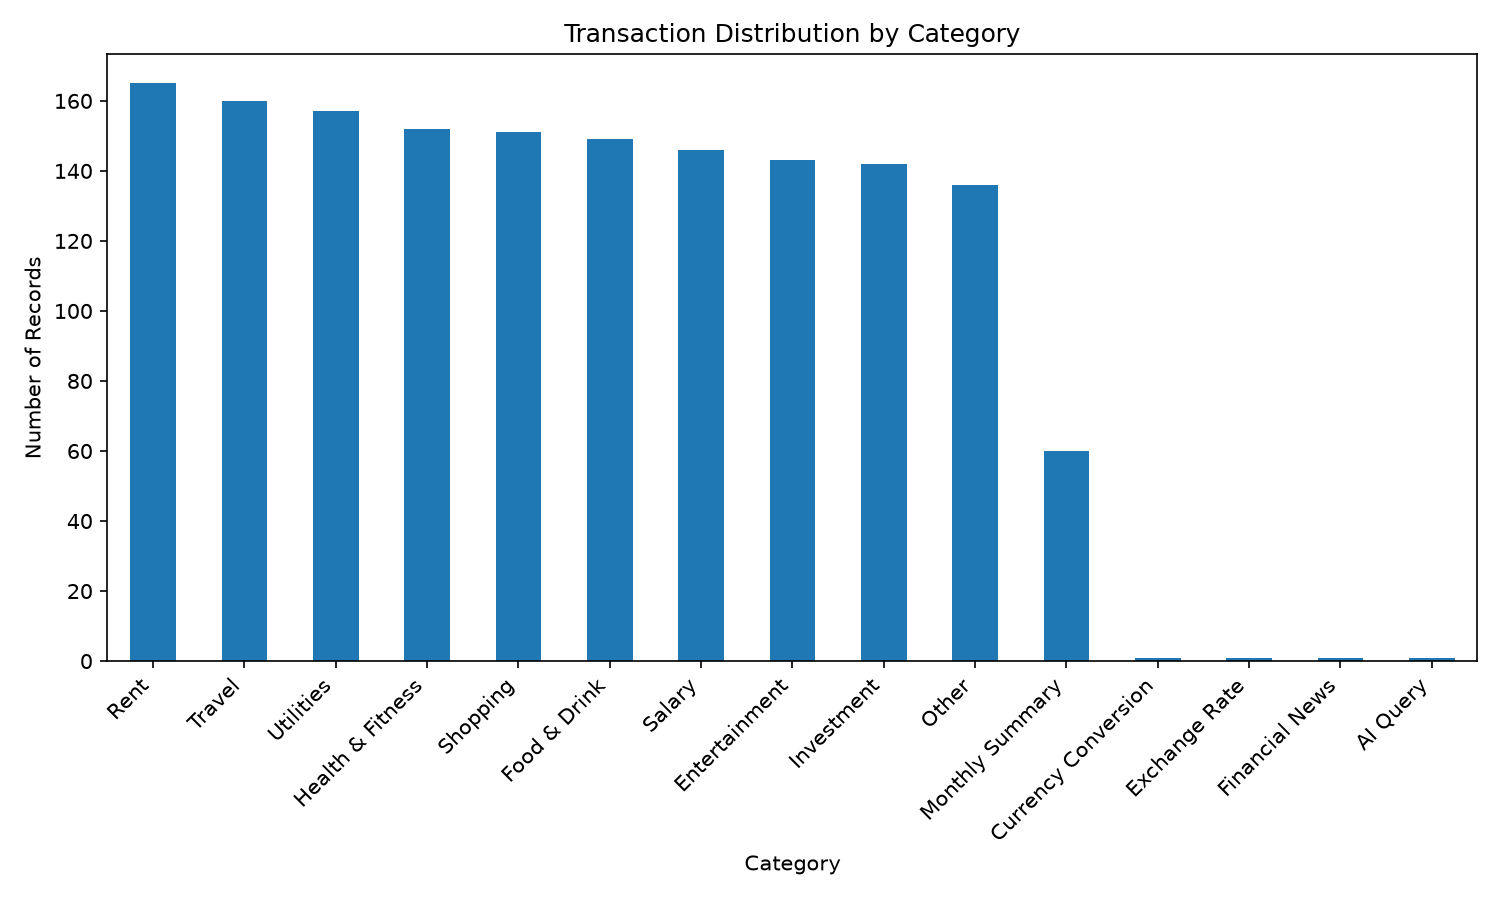 Transaction Distribution by Category
Number of Records
160
140
120
100
80
60
40
20
0
Rent
Travel
Utilities
Health & Fitness
Shopping
Food & Drink
Salary
Entertainment
Investment
Other
Monthly Summary
Currency Conversion
Exchange Rate
Financial News
AI Query
Category